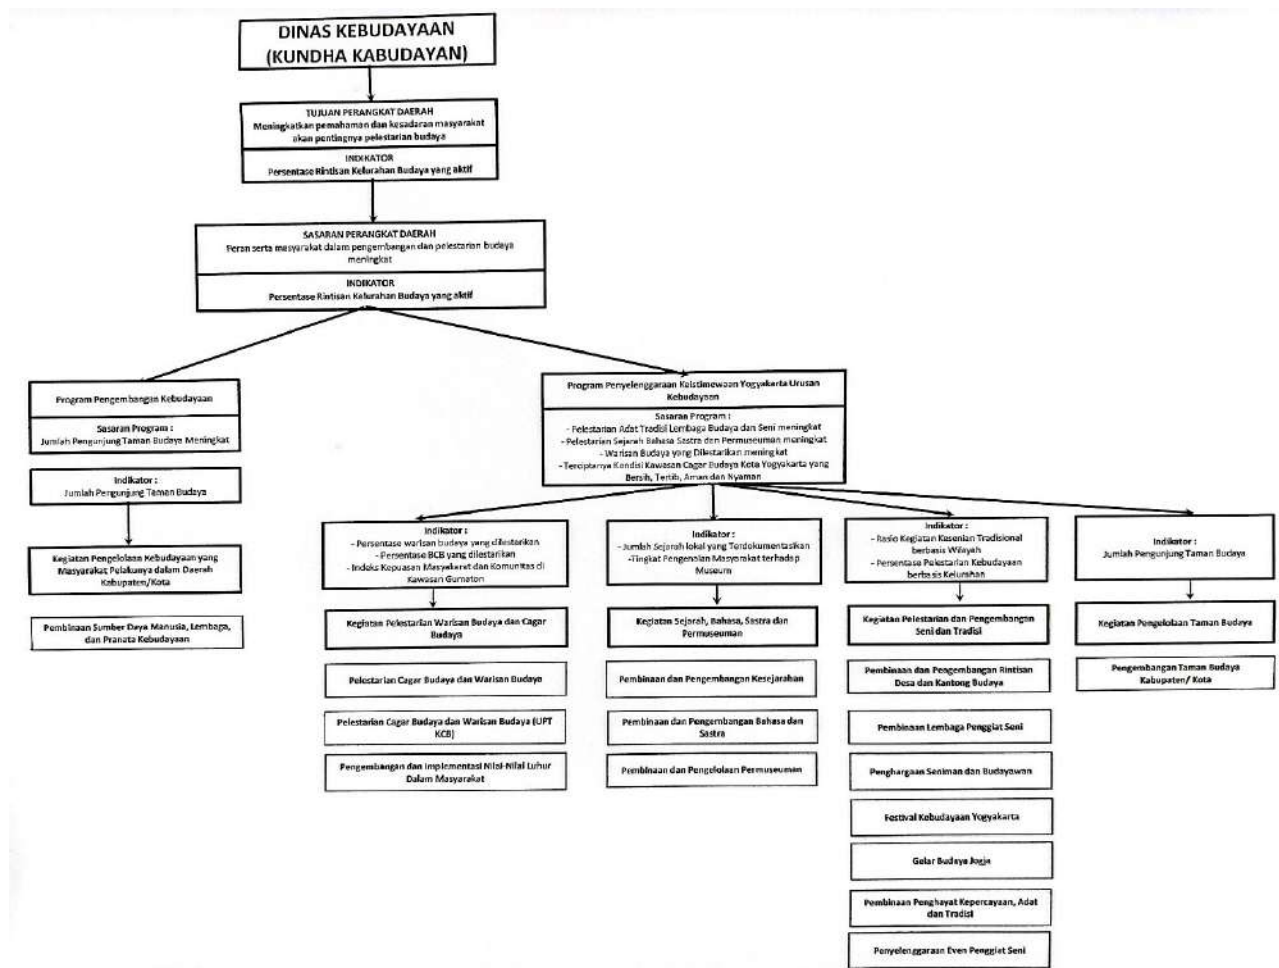 DINAS KEBUDAYAAN
(KUNDHA KABUDAYAN)
TUJUAN PERANGKAT DAERAH
Meningkatkan pemahaman dan kesadaran masyarakat
akan pentingnya pelestarian budaya
INDIKATOR
Persentase Rintisan Kelurahan Budaya yang aktif
SASARAN PERANGKAT DAERAH
Peran serta masyarakat dalam pengembangan dan pelestarian budaya
meningkat
INDIKATOR
Persentase Rintisan Kelurahan Budaya yang aktif
Program Pengembangan Kebudayaan
Sasaran Program :
Jumlah Pengunjung Taman Budaya Meningkat
Indikator :
Jumlah Pengunjung Taman Budaya
Kegiatan Pengelolaan Kebudayaan yang
Masyarakat Pelakunya dalam Daerah
Kabupaten/Kota
Pembinaan Sumber Daya Manusia, Lembaga,
dan Pranata Kebudayaan
Program Penyelenggaraan Keistimewaan Yogyakarta Urusan
Kebudayaan
Sasaran Program :
- Pelestarian Adat Tradisi Lembaga Budaya dan Seni meningkat
- Pelestarian Sejarah Bahasa Sastra dan Permuseuman meningkat
- Warisan Budaya yang Dilestarikan meningkat
- Terciptanya Kondisi Kawasan Cagar Budaya Kota Yogyakarta yang
Bersih, Tertib, Aman dan Nyaman
Indikator :
- Persentase warisan budaya yang dilestarikan
- Persentase BCB yang dilestarikan
- Indeks Kepuasan Masyakarat dan Komunitas di
Kawasan Gumaton
Kegiatan Pelestarian Warisan Budaya dan Cagar
Budaya
Pelestarian Cagar Budaya dan Warisan Budaya
Pelestarian Cagar Budaya dan Warisan Budaya (UPT
KCB)
Pengembangan dan Implementasi Nilai-Nilai Luhur
Dalam Masyarakat
Indikator :
- Jumlah Sejarah lokal yang Terdokumentasikan
-Tingkat Pengenalan Masyarakat terhadap
Museum
Kegiatan Sejarah, Bahasa, Sastra dan
Permuseuman
Pembinaan dan Pengembangan Kesejarahan
Pembinaan dan Pengembangan Bahasa dan
Sastra
Pembinaan dan Pengelolaan Permuseuman
Indikator :
- Rasio Kegiatan Kesenian Tradisional
berbasis Wilayah
- Persentase Pelestarian Kebudayaan
berbasis Kelurahan
Kegiatan Pelestarian dan Pengembangan
Seni dan Tradisi
Pembinaan dan Pengembangan Rintisan
Desa dan Kantong Budaya
Pembinaan Lembaga Penggiat Seni
Penghargaan Seniman dan Budayawan
Festival Kebudayaan Yogyakarta
Gelar Budaya Jogja
Pembinaan Penghayat Kepercayaan, Adat
dan Tradisi
Penyelenggaraan Even Penggiat Seni
Indikator :
Jumlah Pengunjung Taman Budaya
Kegiatan Pengelolaan Taman Budaya
Pengembangan Taman Budaya
Kabupaten/ Kota